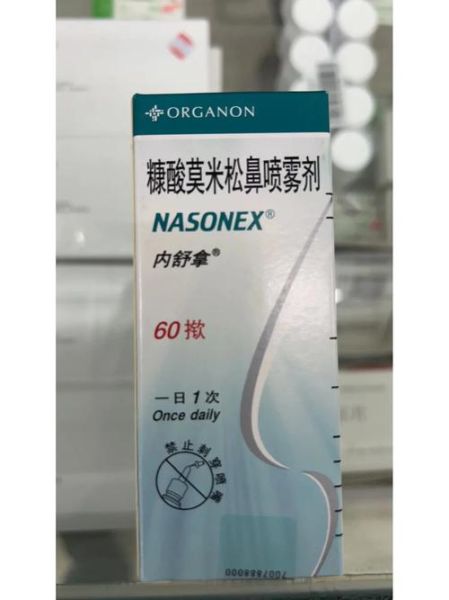 ORGANON
糠酸莫米松鼻喷雾剂
NASONEX®
内舒拿®
60揿
一日1次
Once daily
禁止刺穿喷嘴
7007888000